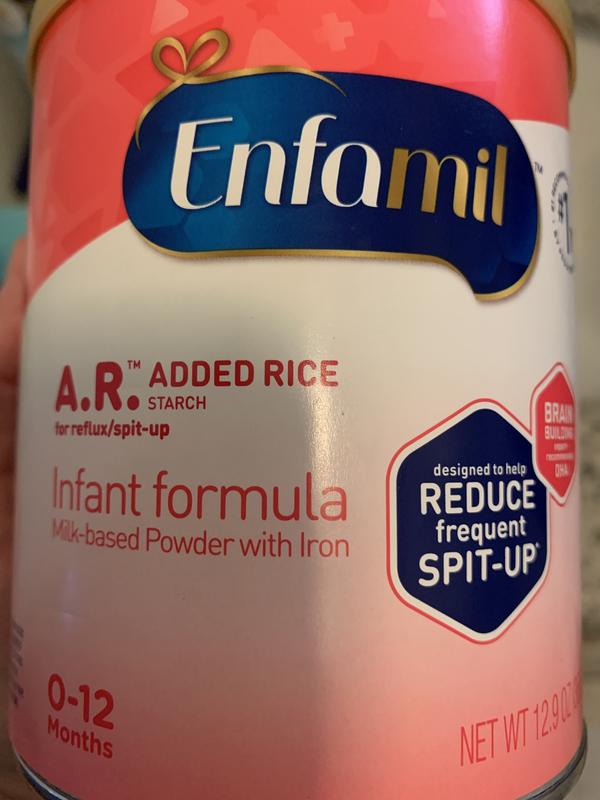 Enfamil™
A.R.™ ADDED RICE
STARCH
for reflux/spit-up
Infant formula
Milk-based Powder with Iron
designed to help
REDUCE
frequent
SPIT-UP
BRAIN
BUILDING
DHA
0-12
Months
NET WT 12.9 OZ